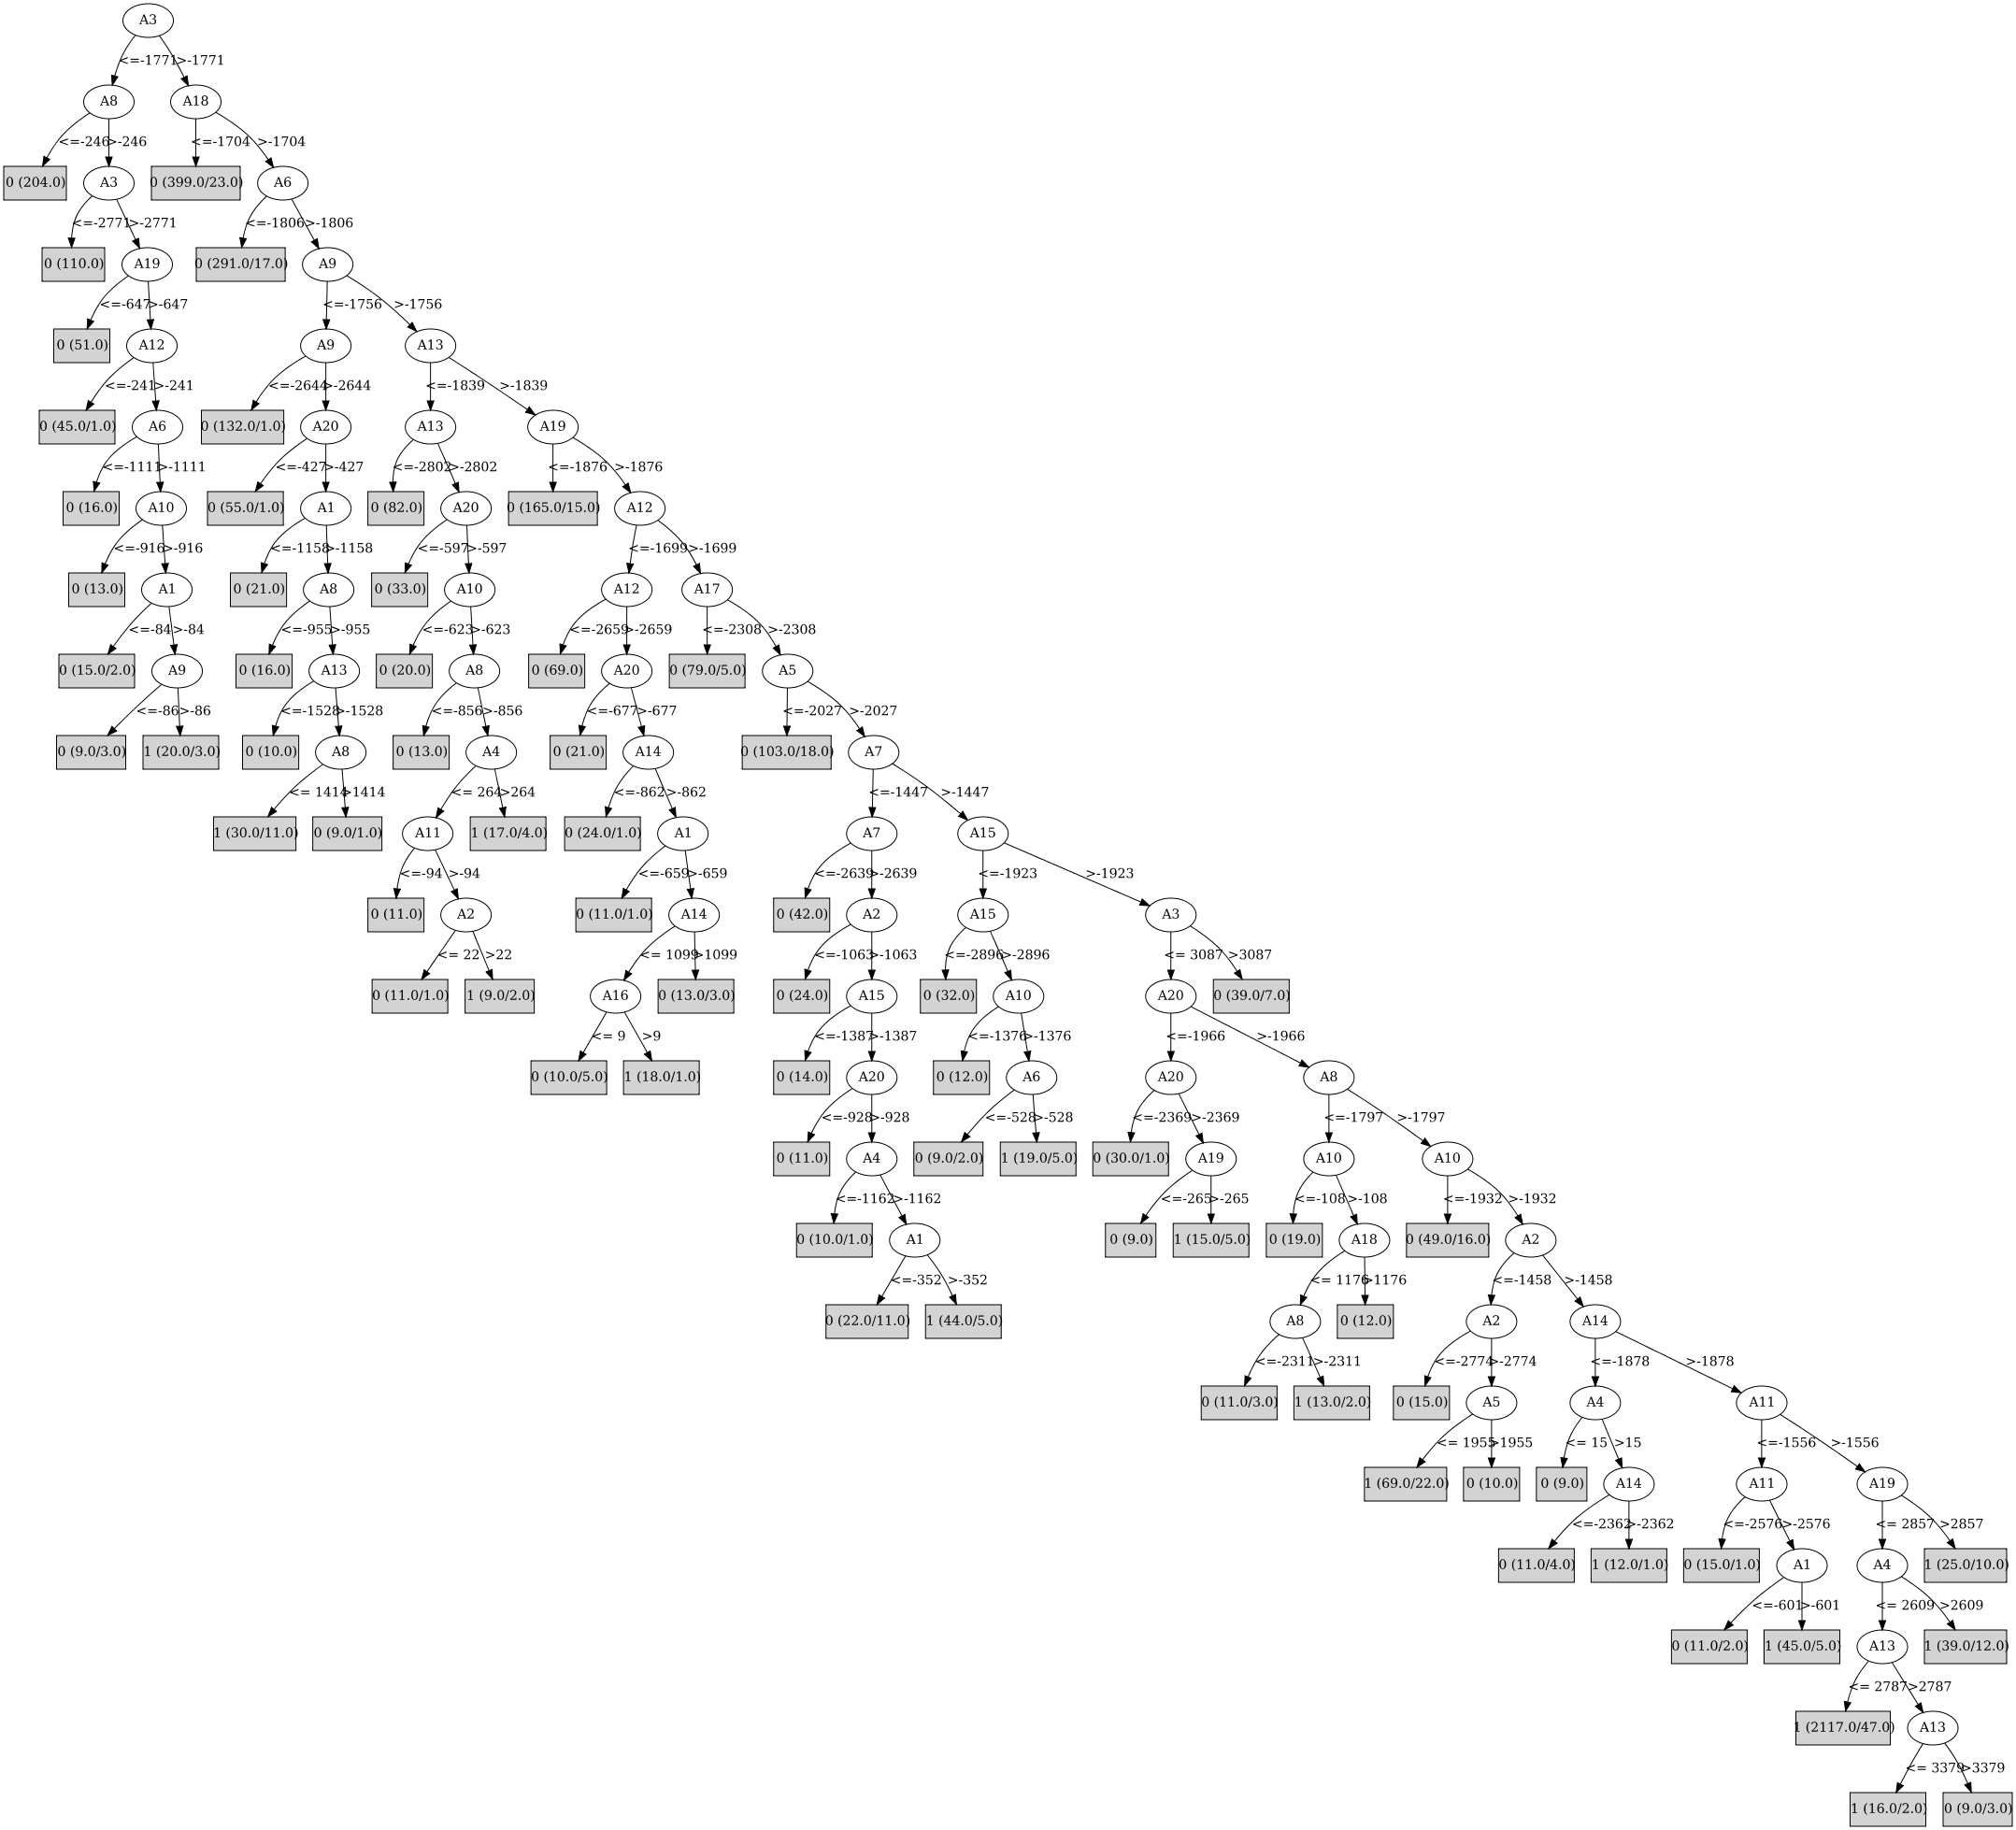 A3
<=-1771 >-1771
A8 A18
<=-246 >-246 <=-1704 >-1704
0 (204.0) A3 0 (399.0/23.0) A6
<=-2771 >-2771 <=-1806 >-1806
0 (110.0) A19 0 (291.0/17.0) A9
<=-647 >-647 <=-1756 >-1756
0 (51.0) A12 A9 A13
<=-241 >-241 <=-2644 >-2644 <=-1839 >-1839
0 (45.0/1.0) A6 0 (132.0/1.0) A20 A13 A19
<=-1111 >-1111 <=-427 >-427 <=-2802 >-2802 <=-1876 >-1876
0 (16.0) A10 0 (55.0/1.0) A1 0 (82.0) A20 0 (165.0/15.0) A12
<=-916 >-916 <=-1158 >-1158 <=-597 >-597 <=-1699 >-1699
0 (13.0) A1 0 (21.0) A8 0 (33.0) A10 A12 A17
<=-84 >-84 <=-955 >-955 <=-623 >-623 <=-2659 >-2659 <=-2308 >-2308
0 (15.0/2.0) A9 0 (16.0) A13 0 (20.0) A8 0 (69.0) A20 0 (79.0/5.0) A5
<=-86 >-86 <=-1528 >-1528 <=-856 >-856 <=-677 >-677 <=-2027 >-2027
0 (9.0/3.0) 1 (20.0/3.0) 0 (10.0) A8 0 (13.0) A4 0 (21.0) A14 0 (103.0/18.0) A7
<= 1414 >1414 <= 264 >264 <=-862 >-862 <=-1447 >-1447
1 (30.0/11.0) 0 (9.0/1.0) A11 1 (17.0/4.0) 0 (24.0/1.0) A1 A7 A15
<=-94 >-94 <=-659 >-659 <=-2639 >-2639 <=-1923 >-1923
0 (11.0) A2 0 (11.0/1.0) A14 0 (42.0) A2 A15 A3
<= 22 >22 <= 1099 >1099 <=-1063 >-1063 <=-2896 >-2896 <= 3087 >3087
0 (11.0/1.0) 1 (9.0/2.0) A16 0 (13.0/3.0) 0 (24.0) A15 0 (32.0) A10 A20 0 (39.0/7.0)
<= 9 >9 <=-1387 >-1387 <=-1376 >-1376 <=-1966 >-1966
0 (10.0/5.0) 1 (18.0/1.0) 0 (14.0) A20 0 (12.0) A6 A20 A8
<=-928 >-928 <=-528 >-528 <=-2369 >-2369 <=-1797 >-1797
0 (11.0) A4 0 (9.0/2.0) 1 (19.0/5.0) 0 (30.0/1.0) A19 A10 A10
<=-1162 >-1162 <=-265 >-265 <=-108 >-108 <=-1932 >-1932
0 (10.0/1.0) A1 0 (9.0) 1 (15.0/5.0) 0 (19.0) A18 0 (49.0/16.0) A2
<=-352 >-352 <= 1176 >1176 <=-1458 >-1458
0 (22.0/11.0) 1 (44.0/5.0) A8 0 (12.0) A2 A14
<=-2311 >-2311 <=-2774 >-2774 <=-1878 >-1878
0 (11.0/3.0) 1 (13.0/2.0) 0 (15.0) A5 A4 A11
<= 1955 >1955 <= 15 >15 <=-1556 >-1556
1 (69.0/22.0) 0 (10.0) 0 (9.0) A14 A11 A19
<=-2362 >-2362 <=-2576 >-2576 <= 2857 >2857
0 (11.0/4.0) 1 (12.0/1.0) 0 (15.0/1.0) A1 A4 1 (25.0/10.0)
<=-601 >-601 <= 2609 >2609
0 (11.0/2.0) 1 (45.0/5.0) A13 1 (39.0/12.0)
<= 2787 >2787
1 (2117.0/47.0) A13
<= 3379 >3379
1 (16.0/2.0) 0 (9.0/3.0)